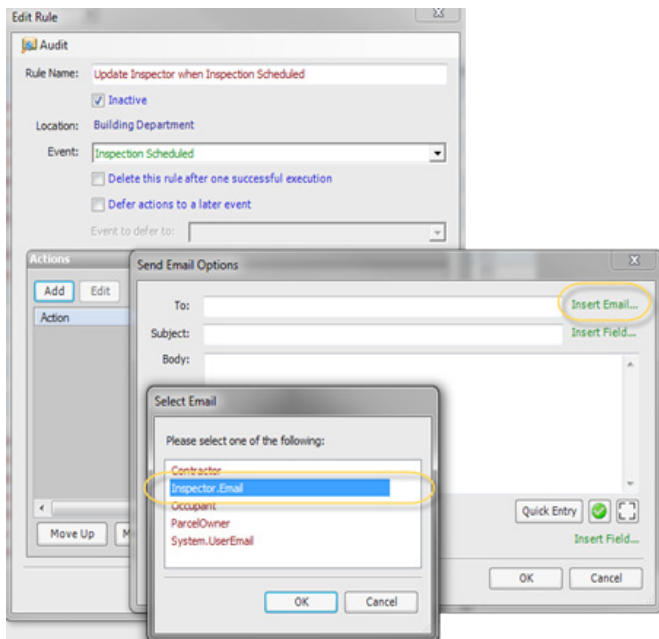 Edit Rule
Audit
Rule Name: Update Inspector when Inspection Scheduled
Inactive
Location: Building Department
Event: Inspection Scheduled
Delete this rule after one successful execution
Defer actions to a later event
Event to defer to:
Actions
Add Edit
Action
Move Up M
Send Email Options
To: Insert Email...
Subject: Insert Field...
Body:
Quick Entry
Insert Field...
OK Cancel
Select Email
Please select one of the following:
Contractor
Inspector.Email
Occupant
ParcelOwner
System.UserEmail
OK Cancel